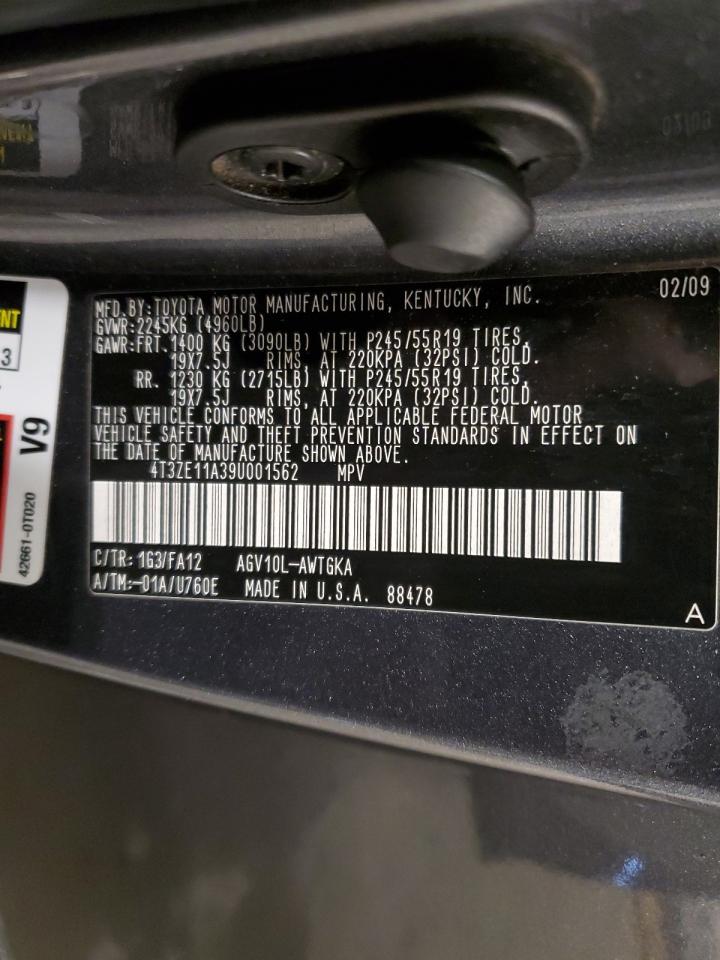 02/09
MFD.BY:TOYOTA MOTOR MANUFACTURING, KENTUCKY, INC.
GVWR:2245KG (4960LB)
GAWR:FRT.1400 KG (3090LB) WITH P245/55R19 TIRES,
19X7.5J RIMS, AT 220KPA (32PSI) COLD.
RR. 1230 KG (2715LB) WITH P245/55R19 TIRES,
19X7.5J RIMS, AT 220KPA (32PSI) COLD.
THIS VEHICLE CONFORMS TO ALL APPLICABLE FEDERAL MOTOR
VEHICLE SAFETY AND THEFT PREVENTION STANDARDS IN EFFECT ON
THE DATE OF MANUFACTURE SHOWN ABOVE.
4T3ZE11A39U001562 MPV
C/TR:1G3/FA12 AGV10L-AWTGKA
A/TM:-01A/U760E MADE IN U.S.A. 88478
A
3
V9
42661-0T020